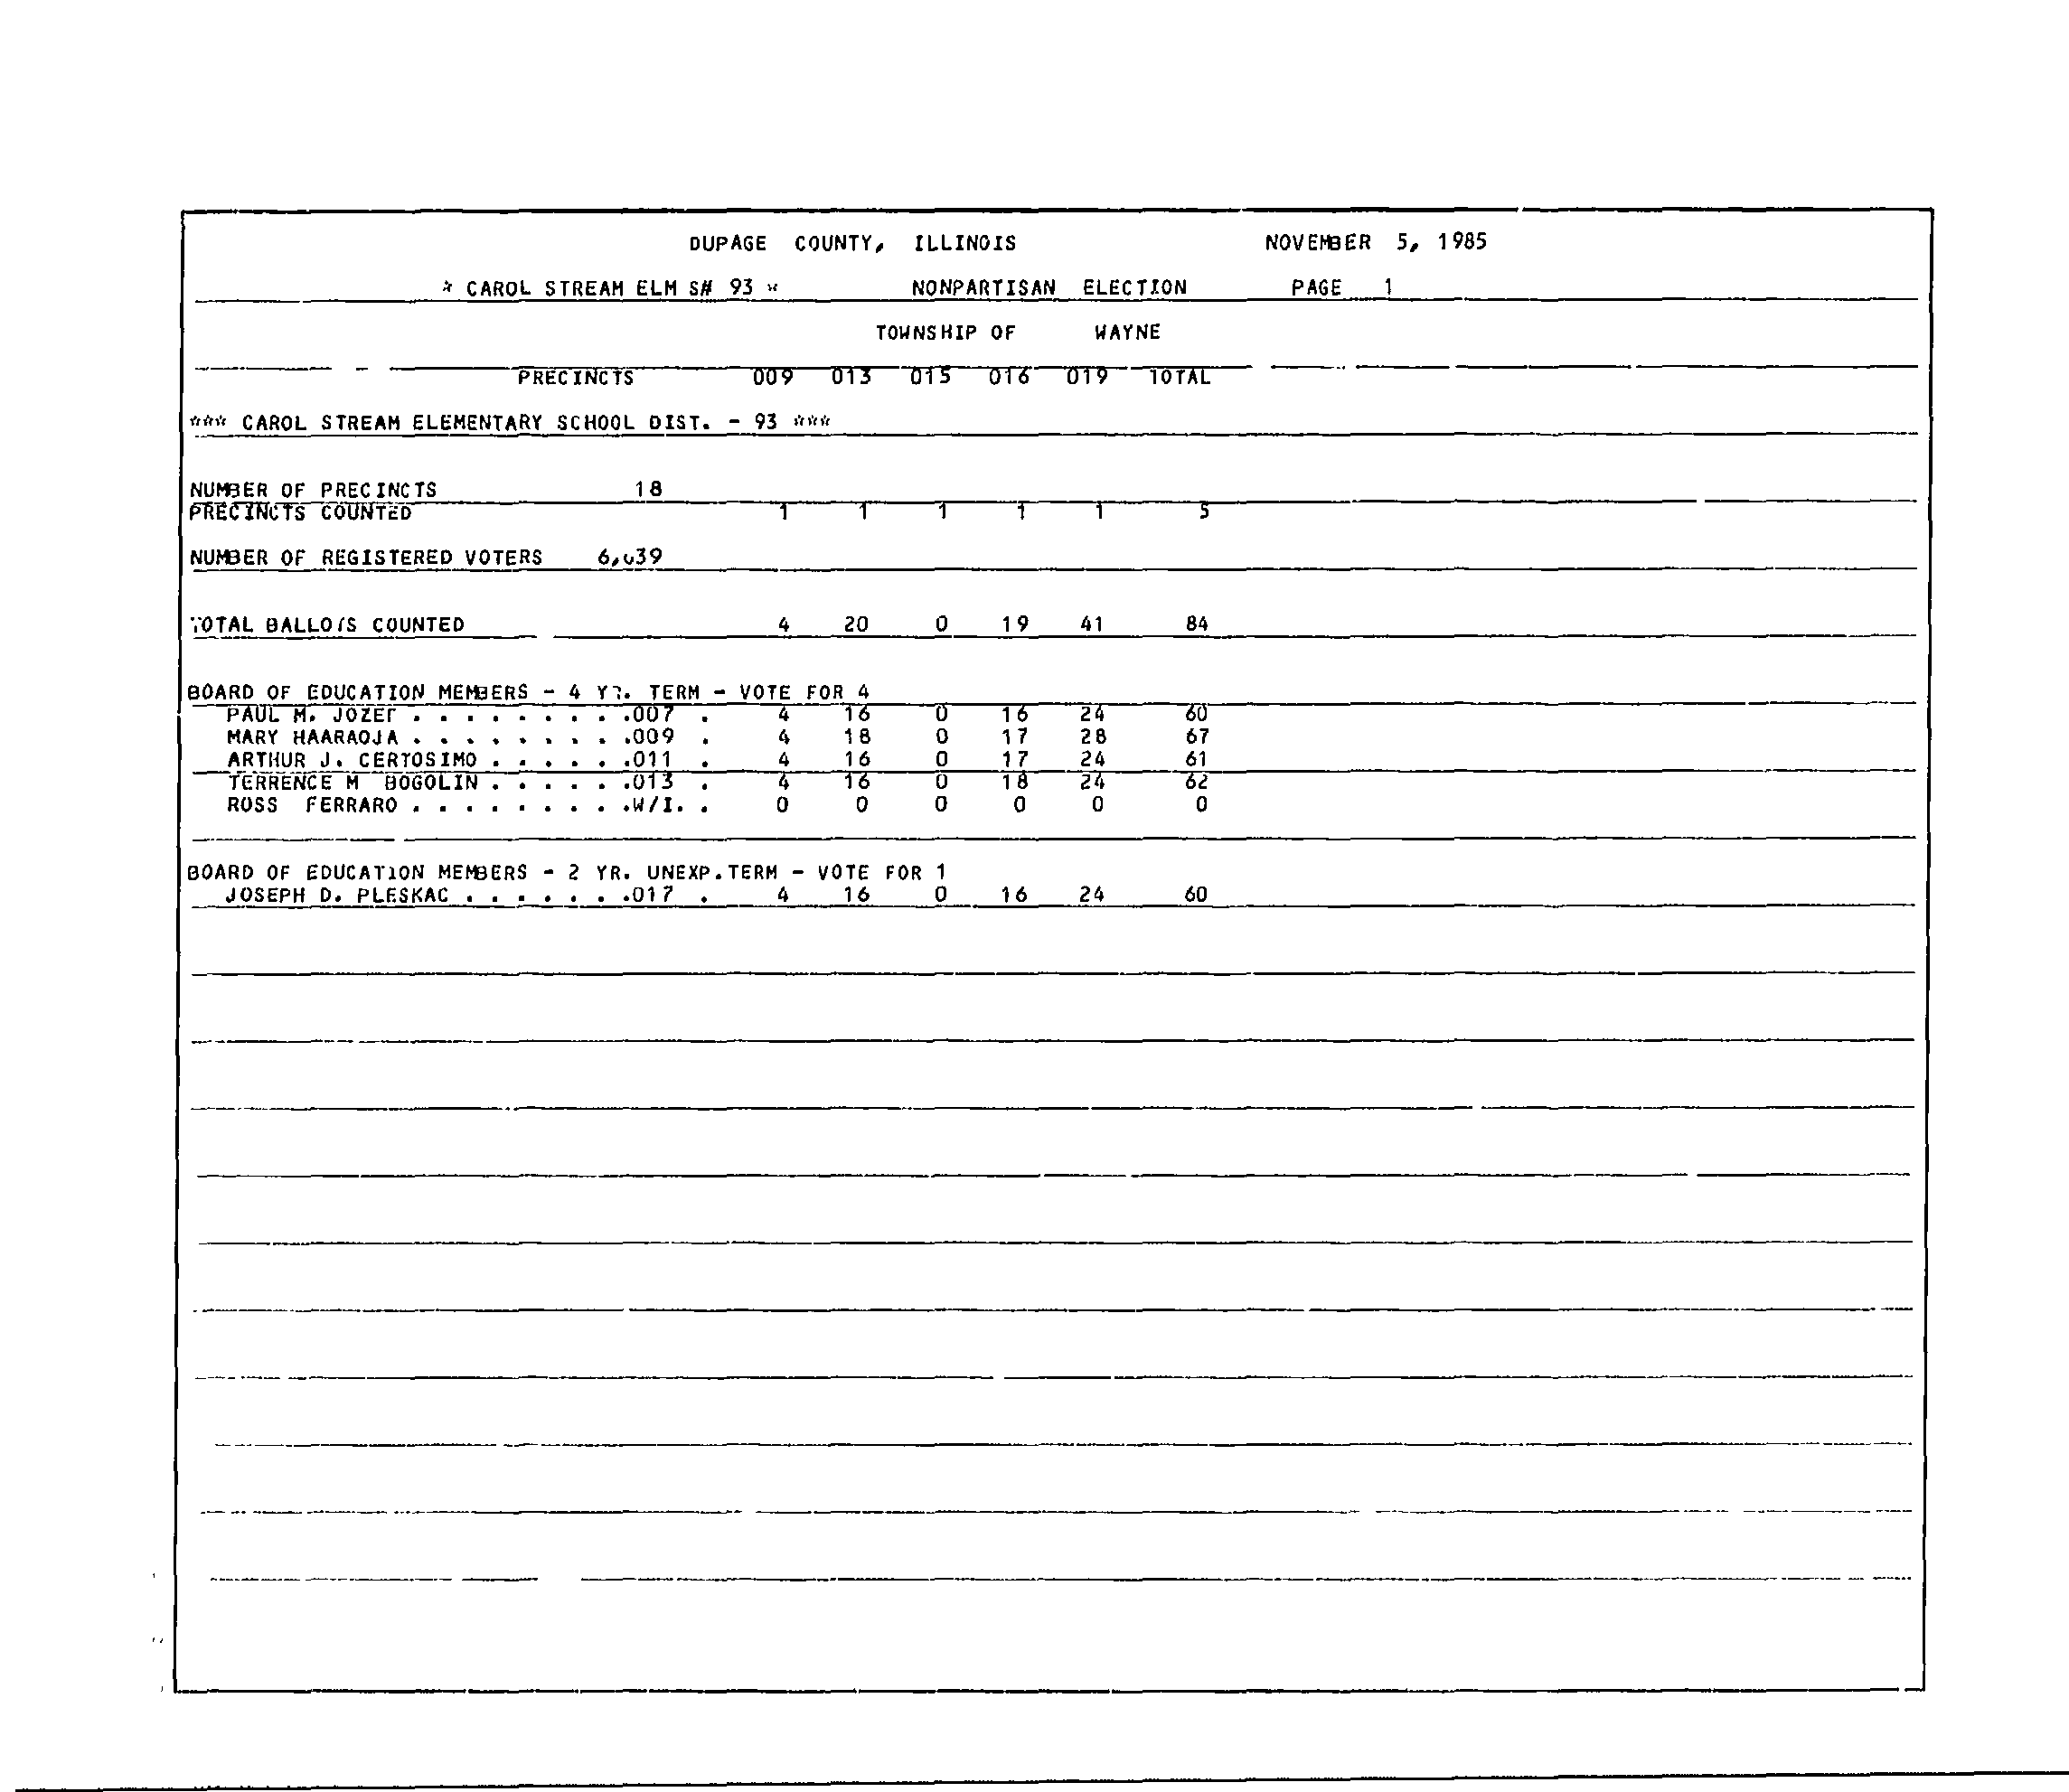 DUPAGE COUNTY, ILLINOIS NOVEMBER 5, 1985
* CAROL STREAM ELM S# 93 * NONPARTISAN ELECTION PAGE 1
TOWNSHIP OF WAYNE
PRECINCTS 009 013 015 016 019 TOTAL
*** CAROL STREAM ELEMENTARY SCHOOL DIST. - 93 ***
NUMBER OF PRECINCTS 18
PRECINCTS COUNTED 1 1 1 1 1 5
NUMBER OF REGISTERED VOTERS
TOTAL BALLOTS COUNTED 4 20 0 19 41 84
BOARD OF EDUCATION MEMBERS - 4 YR. TERM - VOTE FOR 4
PAUL M. . . . . . . . . .007 . 4 16 0 16 24 60
MARY HAARAOJA . . . . . . . . .009 . 4 18 0 17 28 67
ARTHUR J. CERTOSIMO . . . . . .011 . 4 16 0 17 24 61
TERRENCE M BOGOLIN . . . . . .013 . 4 16 0 18 24 62
ROSS FERRARO . . . . . . . . .W/I. . 0 0 0 0 0 0
BOARD OF EDUCATION MEMBERS - 2 YR. UNEXP.TERM - VOTE FOR 1
JOSEPH D. PLESKAC . . . . . . .017 . 4 16 0 16 24 60